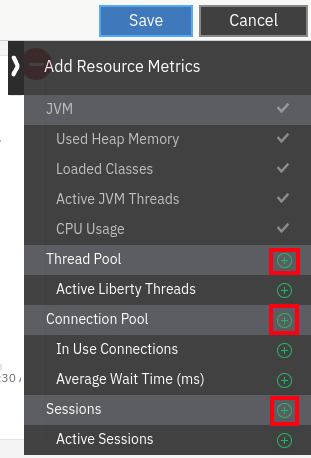 Save Cancel
Add Resource Metrics
JVM
Used Heap Memory
Loaded Classes
Active JVM Threads
CPU Usage
Thread Pool
Active Liberty Threads
Connection Pool
In Use Connections
Average Wait Time (ms)
:30
Sessions
Active Sessions